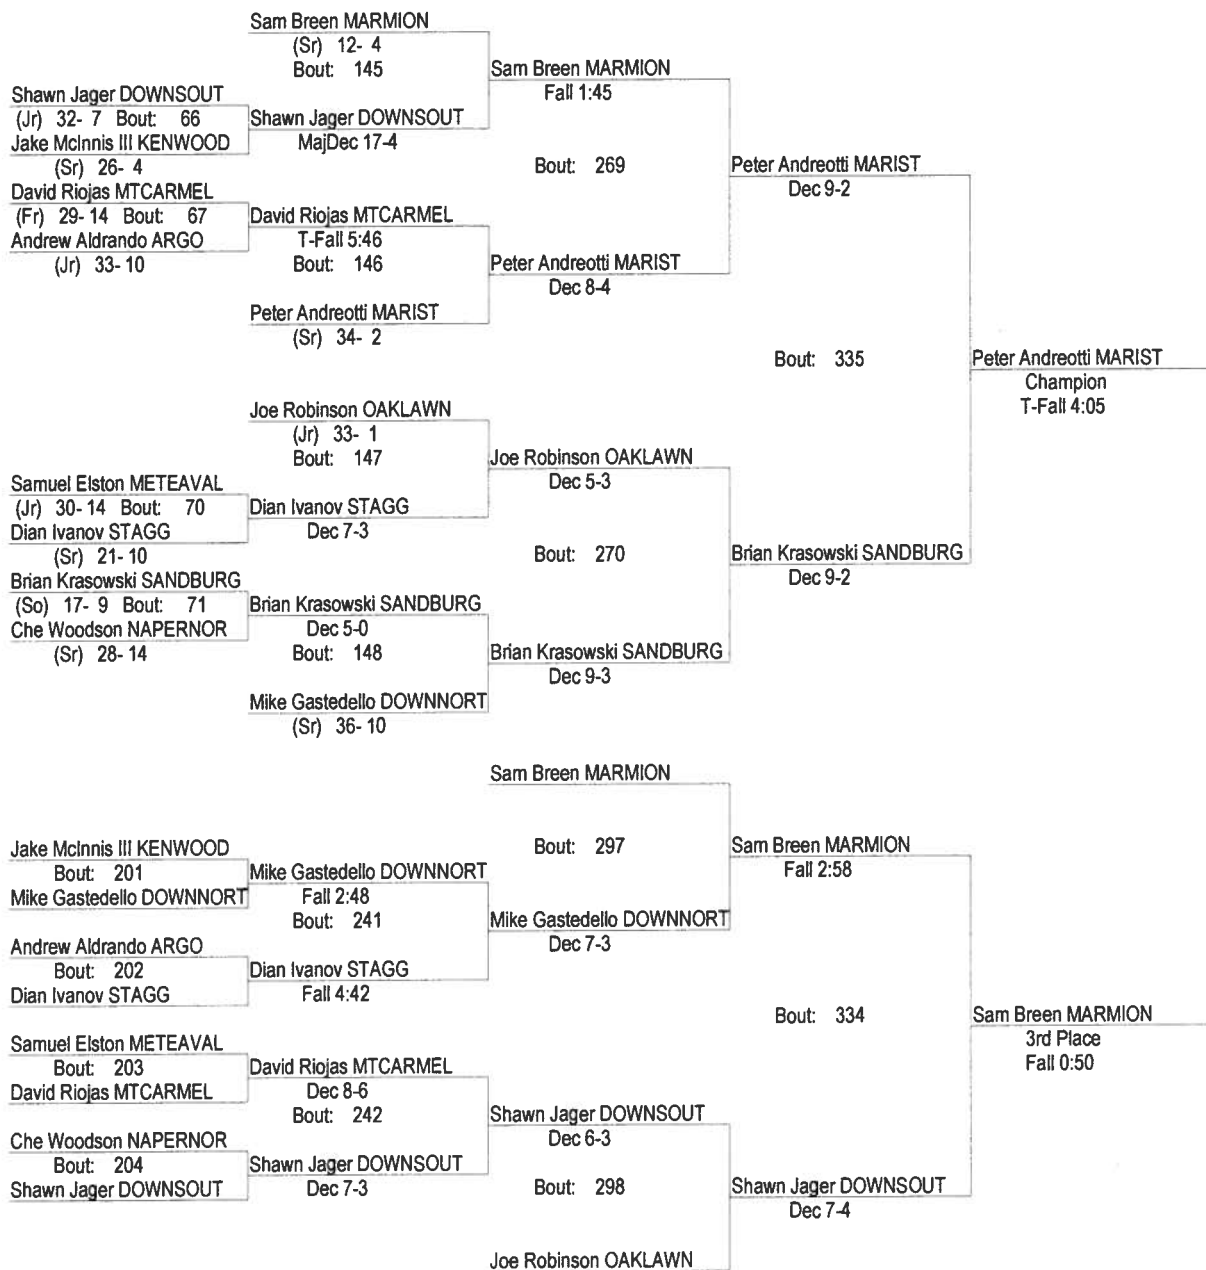 Sam Breen MARMION
(Sr) 12- 4
Bout: 145
Sam Breen MARMION
Fall 1:45
Shawn Jager DOWNSOUT
(Jr) 32- 7 Bout: 66
Jake McInnis III KENWOOD
(Sr) 26- 4
Shawn Jager DOWNSOUT
MajDec 17-4
Bout: 269
Peter Andreotti MARIST
Dec 9-2
David Riojas MTCARMEL
(Fr) 29- 14 Bout: 67
Andrew Aldrando ARGO
(Jr) 33- 10
David Riojas MTCARMEL
T-Fall 5:46
Bout: 146
Peter Andreotti MARIST
Dec 8-4
Peter Andreotti MARIST
(Sr) 34- 2
Bout: 335
Peter Andreotti MARIST
Champion
T-Fall 4:05
Joe Robinson OAKLAWN
(Jr) 33- 1
Bout: 147
Joe Robinson OAKLAWN
Dec 5-3
Samuel Elston METEAVAL
(Jr) 30- 14 Bout: 70
Dian Ivanov STAGG
(Sr) 21- 10
Dian Ivanov STAGG
Dec 7-3
Bout: 270
Brian Krasowski SANDBURG
Dec 9-2
Brian Krasowski SANDBURG
(So) 17- 9 Bout: 71
Che Woodson NAPERNOR
(Sr) 28- 14
Brian Krasowski SANDBURG
Dec 5-0
Bout: 148
Brian Krasowski SANDBURG
Dec 9-3
Mike Gastedello DOWNNORT
(Sr) 36- 10
Sam Breen MARMION
Bout: 297
Sam Breen MARMION
Fall 2:58
Jake McInnis III KENWOOD
Bout: 201
Mike Gastedello DOWNNORT
Mike Gastedello DOWNNORT
Fall 2:48
Bout: 241
Mike Gastedello DOWNNORT
Dec 7-3
Andrew Aldrando ARGO
Bout: 202
Dian Ivanov STAGG
Dian Ivanov STAGG
Fall 4:42
Bout: 334
Sam Breen MARMION
3rd Place
Fall 0:50
Samuel Elston METEAVAL
Bout: 203
David Riojas MTCARMEL
David Riojas MTCARMEL
Dec 8-6
Bout: 242
Shawn Jager DOWNSOUT
Dec 6-3
Che Woodson NAPERNOR
Bout: 204
Shawn Jager DOWNSOUT
Shawn Jager DOWNSOUT
Dec 7-3
Bout: 298
Shawn Jager DOWNSOUT
Dec 7-4
Joe Robinson OAKLAWN